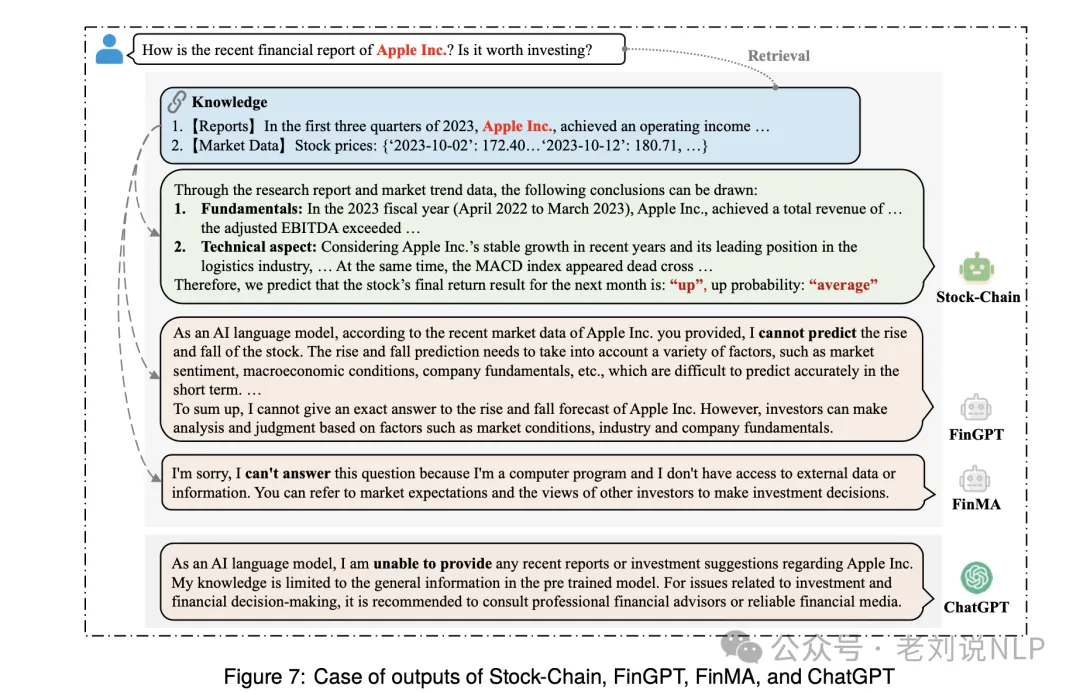 How is the recent financial report of Apple Inc.? Is it worth investing?
Retrieval
Knowledge
1.【Reports】In the first three quarters of 2023, Apple Inc., achieved an operating income …
2.【Market Data】Stock prices: {‘2023-10-02’: 172.40…‘2023-10-12’: 180.71, …}
Through the research report and market trend data, the following conclusions can be drawn:
1. Fundamentals: In the 2023 fiscal year (April 2022 to March 2023), Apple Inc., achieved a total revenue of …
the adjusted EBITDA exceeded …
2. Technical aspect: Considering Apple Inc.’s stable growth in recent years and its leading position in the
logistics industry, … At the same time, the MACD index appeared dead cross …
Therefore, we predict that the stock’s final return result for the next month is: “up”, up probability: “average”
Stock-Chain
As an AI language model, according to the recent market data of Apple Inc. you provided, I cannot predict the rise
and fall of the stock. The rise and fall prediction needs to take into account a variety of factors, such as market
sentiment, macroeconomic conditions, company fundamentals, etc., which are difficult to predict accurately in the
short term. …
To sum up, I cannot give an exact answer to the rise and fall forecast of Apple Inc. However, investors can make
analysis and judgment based on factors such as market conditions, industry and company fundamentals.
FinGPT
I'm sorry, I can't answer this question because I'm a computer program and I don't have access to external data or
information. You can refer to market expectations and the views of other investors to make investment decisions.
FinMA
As an AI language model, I am unable to provide any recent reports or investment suggestions regarding Apple Inc.
My knowledge is limited to the general information in the pre trained model. For issues related to investment and
financial decision-making, it is recommended to consult professional financial advisors or reliable financial media.
ChatGPT
公众号 · 老刘说NLP
Figure 7: Case of outputs of Stock-Chain, FinGPT, FinMA, and ChatGPT